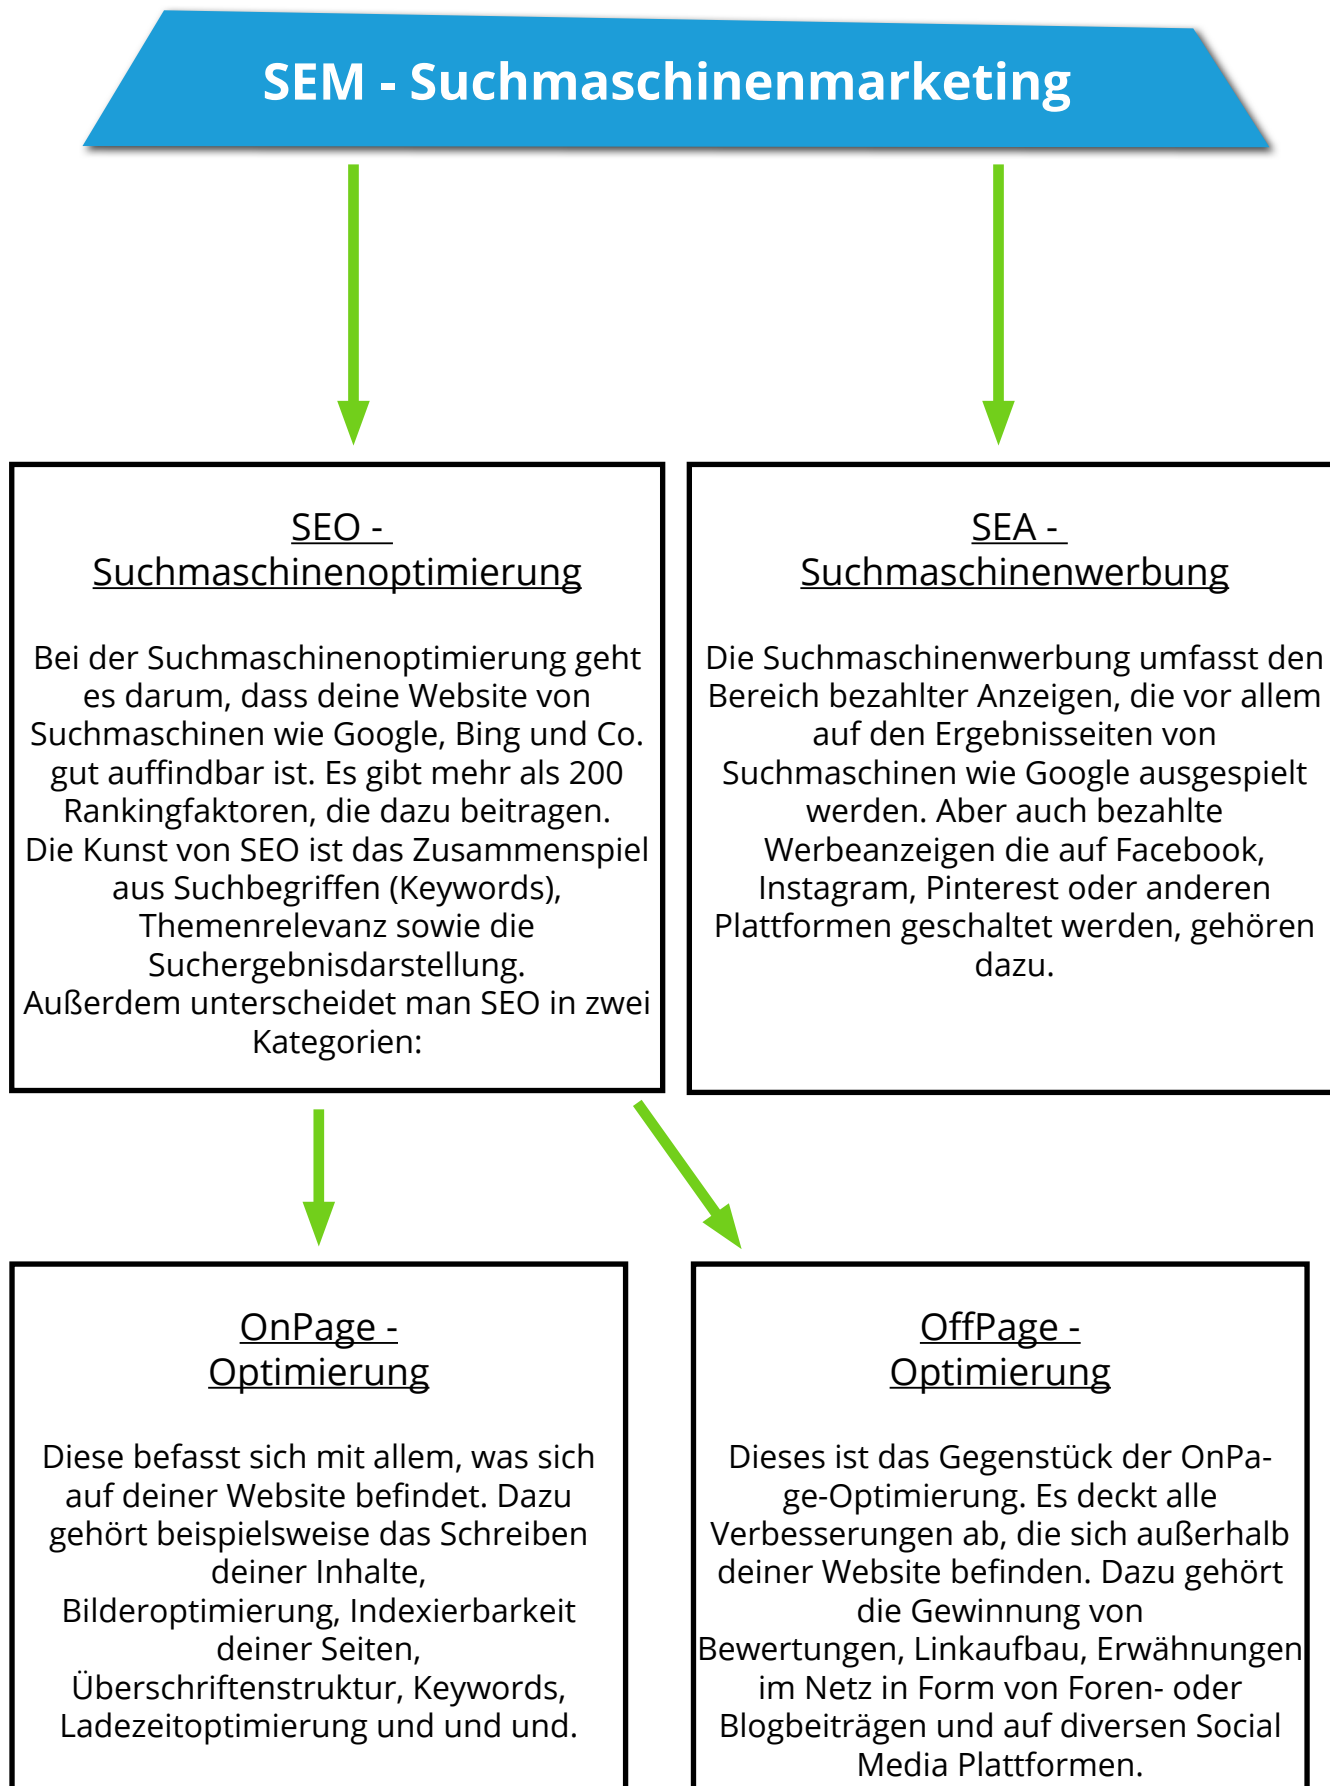 SEM - Suchmaschinenmarketing
SEO -
Suchmaschinenoptimierung
Bei der Suchmaschinenoptimierung geht
es darum, dass deine Website von
Suchmaschinen wie Google, Bing und Co.
gut auffindbar ist. Es gibt mehr als 200
Rankingfaktoren, die dazu beitragen.
Die Kunst von SEO ist das Zusammenspiel
aus Suchbegriffen (Keywords),
Themenrelevanz sowie die
Suchergebnisdarstellung.
Außerdem unterscheidet man SEO in zwei
Kategorien:
SEA -
Suchmaschinenwerbung
Die Suchmaschinenwerbung umfasst den
Bereich bezahlter Anzeigen, die vor allem
auf den Ergebnisseiten von
Suchmaschinen wie Google ausgespielt
werden. Aber auch bezahlte
Werbeanzeigen die auf Facebook,
Instagram, Pinterest oder anderen
Plattformen geschaltet werden, gehören
dazu.
OnPage -
Optimierung
Diese befasst sich mit allem, was sich
auf deiner Website befindet. Dazu
gehört beispielsweise das Schreiben
deiner Inhalte,
Bilderoptimierung, Indexierbarkeit
deiner Seiten,
Überschriftenstruktur, Keywords,
Ladezeitoptimierung und und und.
OffPage -
Optimierung
Dieses ist das Gegenstück der OnPa-
ge-Optimierung. Es deckt alle
Verbesserungen ab, die sich außerhalb
deiner Website befinden. Dazu gehört
die Gewinnung von
Bewertungen, Linkaufbau, Erwähnungen
im Netz in Form von Foren- oder
Blogbeiträgen und auf diversen Social
Media Plattformen.